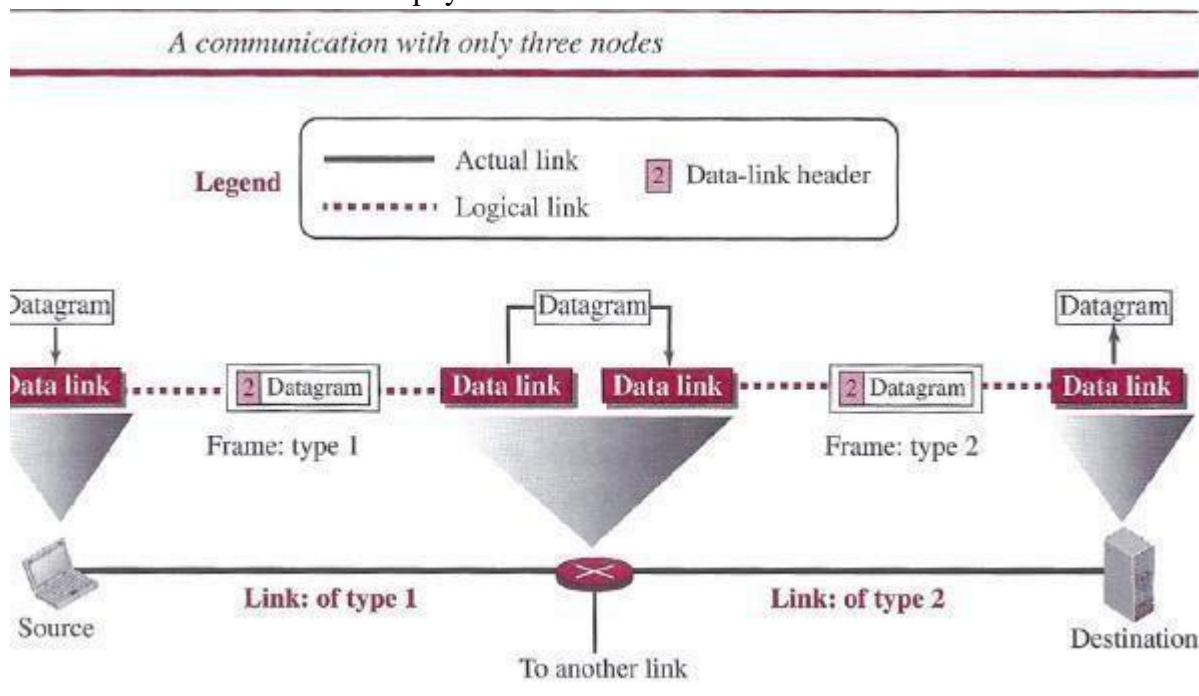 A communication with only three nodes
Legend
Actual link
2 Data-link header
Logical link
Datagram
Datagram
Datagram
Data link
2 Datagram
Data link
Data link
2 Datagram
Data link
Frame: type 1
Frame: type 2
Link: of type 1
Link: of type 2
Source
Destination
To another link